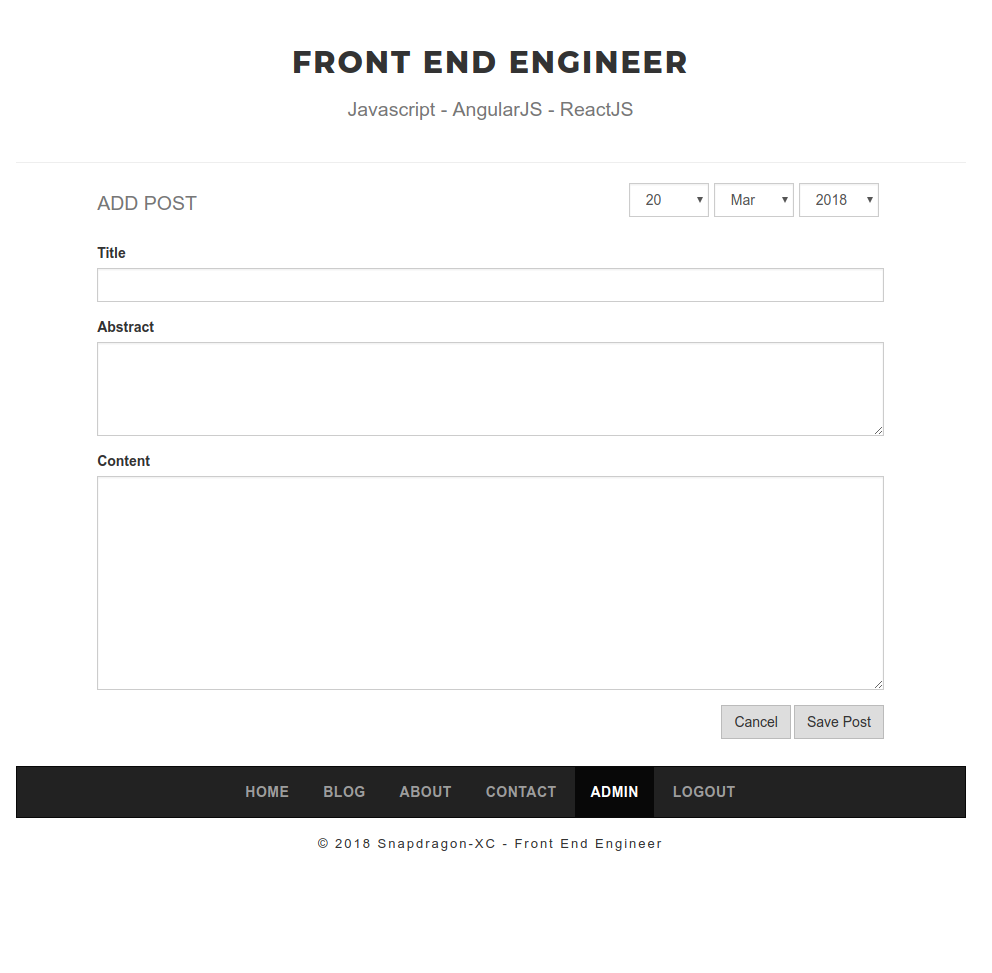 FRONT END ENGINEER
Javascript - AngularJS - ReactJS
ADD POST 20 Mar 2018
Title
Abstract
Content
Cancel Save Post
HOME BLOG ABOUT CONTACT ADMIN LOGOUT
© 2018 Snapdragon-XC - Front End Engineer